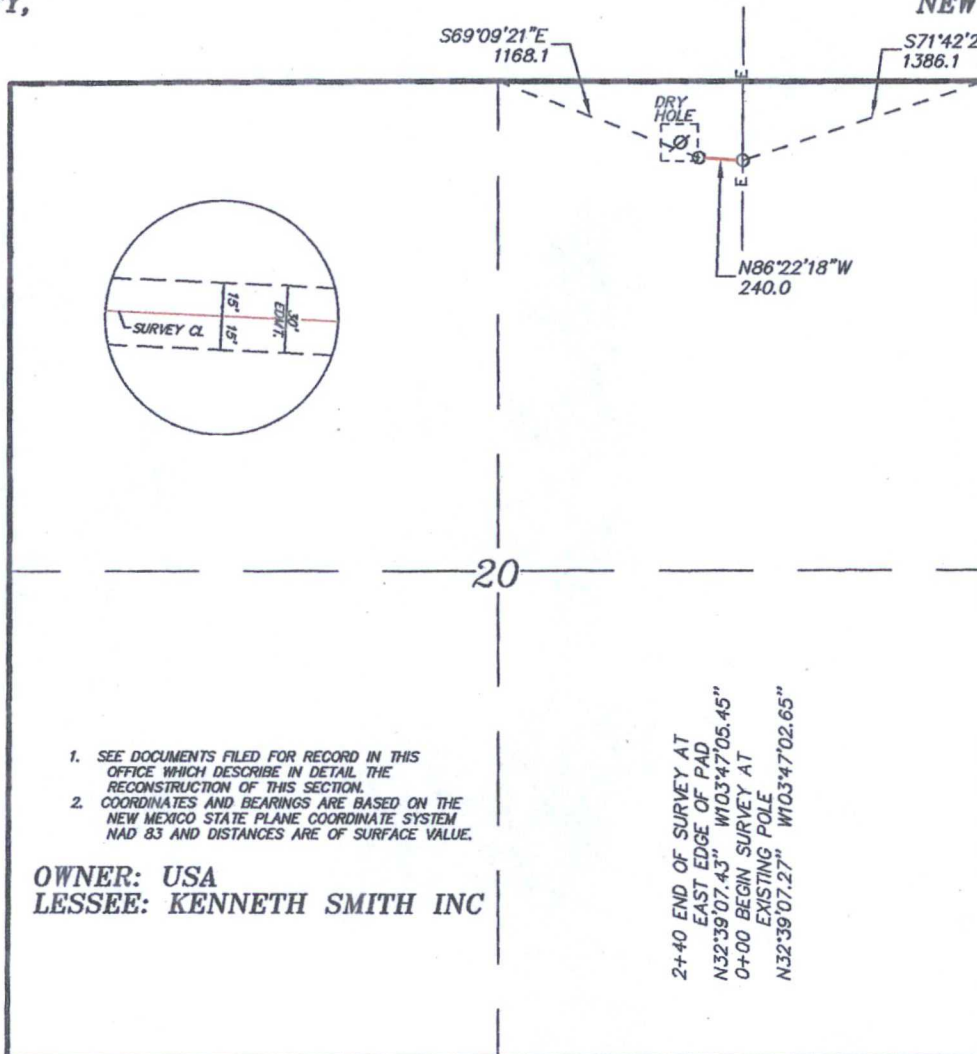 NEW
S69°09'21"E
1168.1
S71°42'2
1386.1
E
DRY
HOLE
E
N86°22'18"W
240.0
15'
15'
30'
ESM'T.
SURVEY CL
20
1. SEE DOCUMENTS FILED FOR RECORD IN THIS
OFFICE WHICH DESCRIBE IN DETAIL THE
RECONSTRUCTION OF THIS SECTION.
2. COORDINATES AND BEARINGS ARE BASED ON THE
NEW MEXICO STATE PLANE COORDINATE SYSTEM
NAD 83 AND DISTANCES ARE OF SURFACE VALUE.
OWNER: USA
LESSEE: KENNETH SMITH INC
2+40 END OF SURVEY AT
EAST EDGE OF PAD
N32°39'07.43" W103°47'05.45"
0+00 BEGIN SURVEY AT
EXISTING POLE
N32°39'07.27" W103°47'02.65"